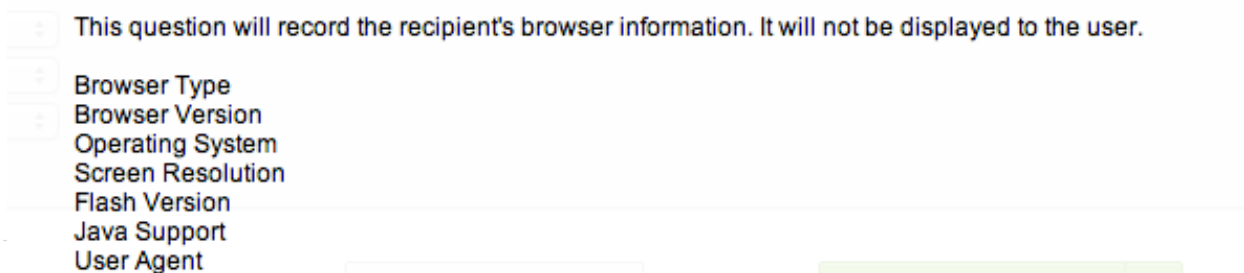 This question will record the recipient's browser information. It will not be displayed to the user.
Browser Type
Browser Version
Operating System
Screen Resolution
Flash Version
Java Support
User Agent